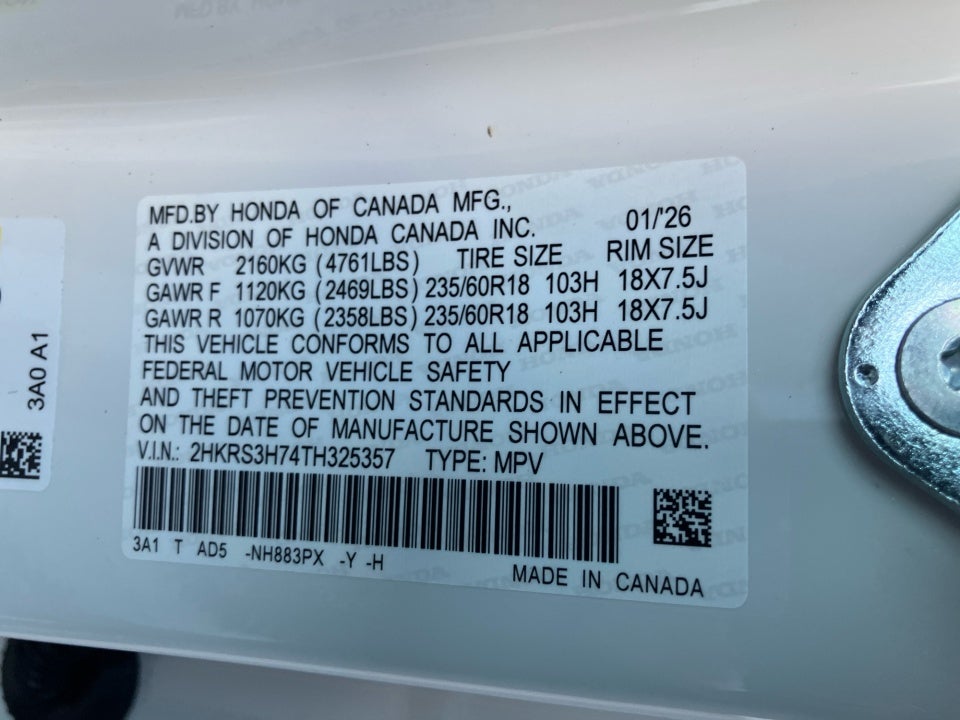 MFD.BY HONDA OF CANADA MFG.,
A DIVISION OF HONDA CANADA INC. 01/'26
GVWR 2160KG (4761LBS) TIRE SIZE RIM SIZE
GAWR F 1120KG (2469LBS) 235/60R18 103H 18X7.5J
GAWR R 1070KG (2358LBS) 235/60R18 103H 18X7.5J
THIS VEHICLE CONFORMS TO ALL APPLICABLE
FEDERAL MOTOR VEHICLE SAFETY
AND THEFT PREVENTION STANDARDS IN EFFECT
ON THE DATE OF MANUFACTURE SHOWN ABOVE.
V.I.N.: 2HKRS3H74TH325357 TYPE: MPV
3A1 T AD5 -NH883PX -Y -H
MADE IN CANADA
3A0 A1